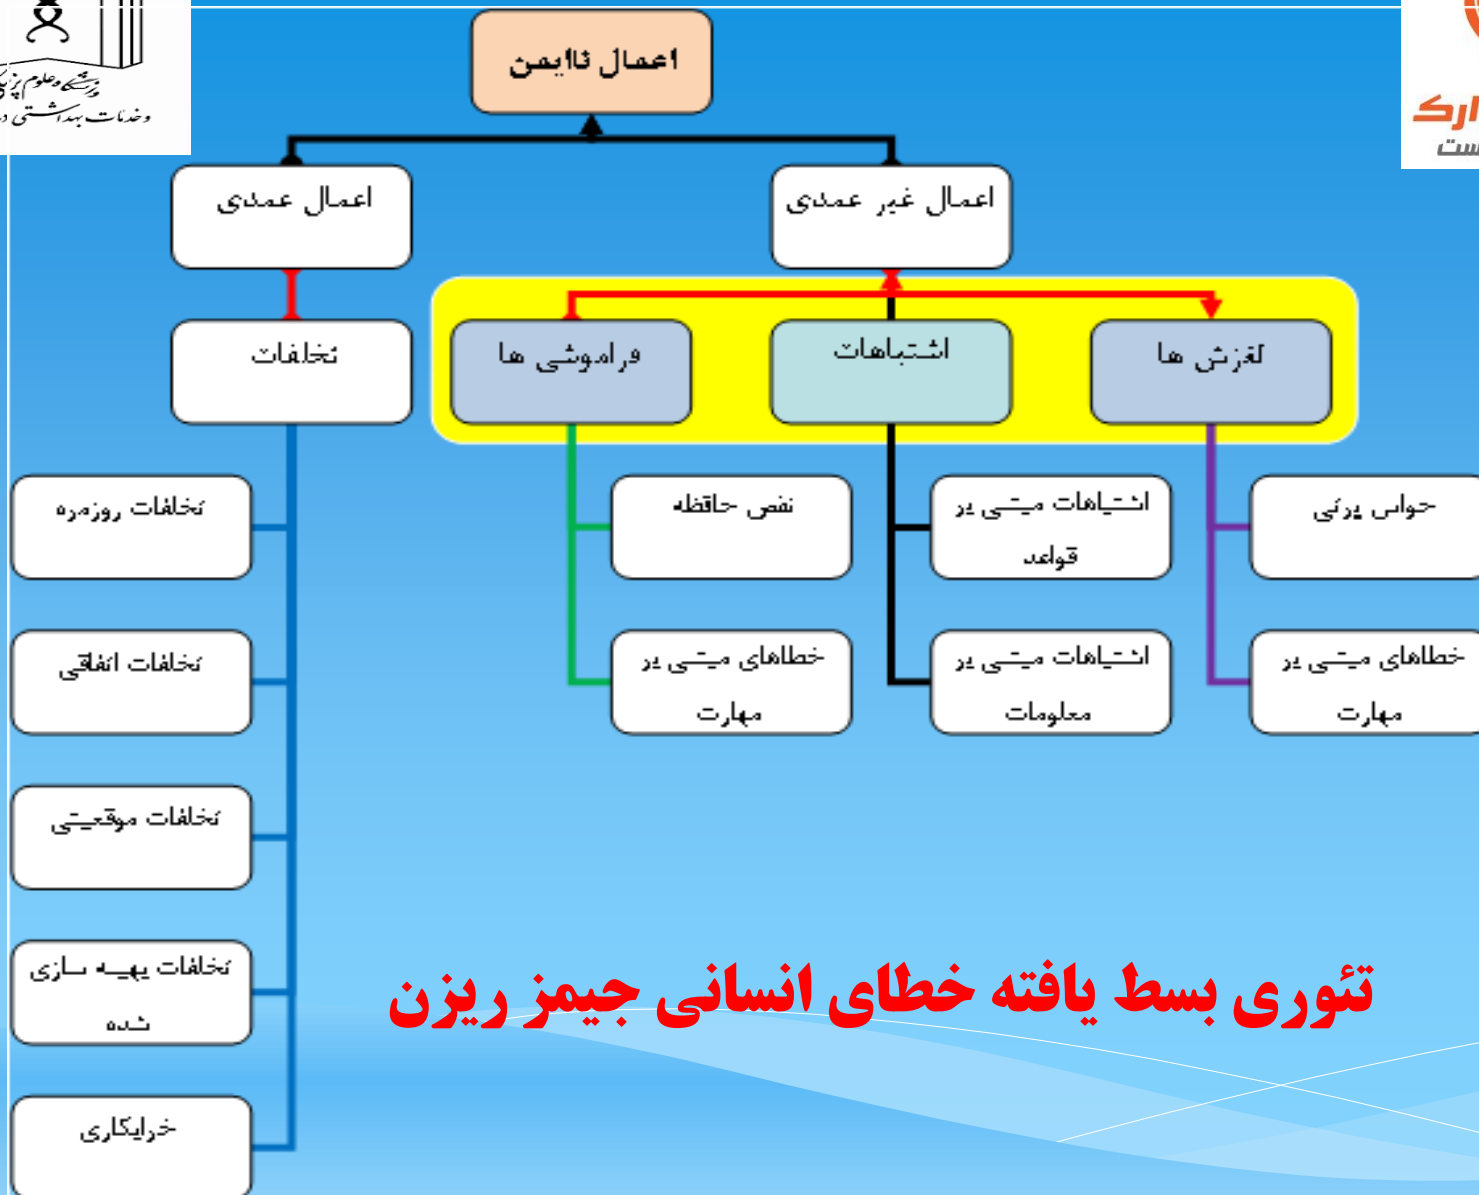 اعمال ناایمن
اعمال غیر عمدی
اعمال عمدی
لغزش ها
اشتباهات
فراموشی ها
تخلفات
حواس پرتی
اشتباهات مبتنی بر
قواعد
نقص حافظه
تخلفات روزمره
خطاهای مبتنی بر
مهارت
اشتباهات مبتنی بر
معلومات
خطاهای مبتنی بر
مهارت
تخلفات اتفاقی
تخلفات موقعیتی
تخلفات بهینه سازی
شده
خرابکاری
تئوری بسط یافته خطای انسانی جیمز ریزن
وخدمات بهداشتی